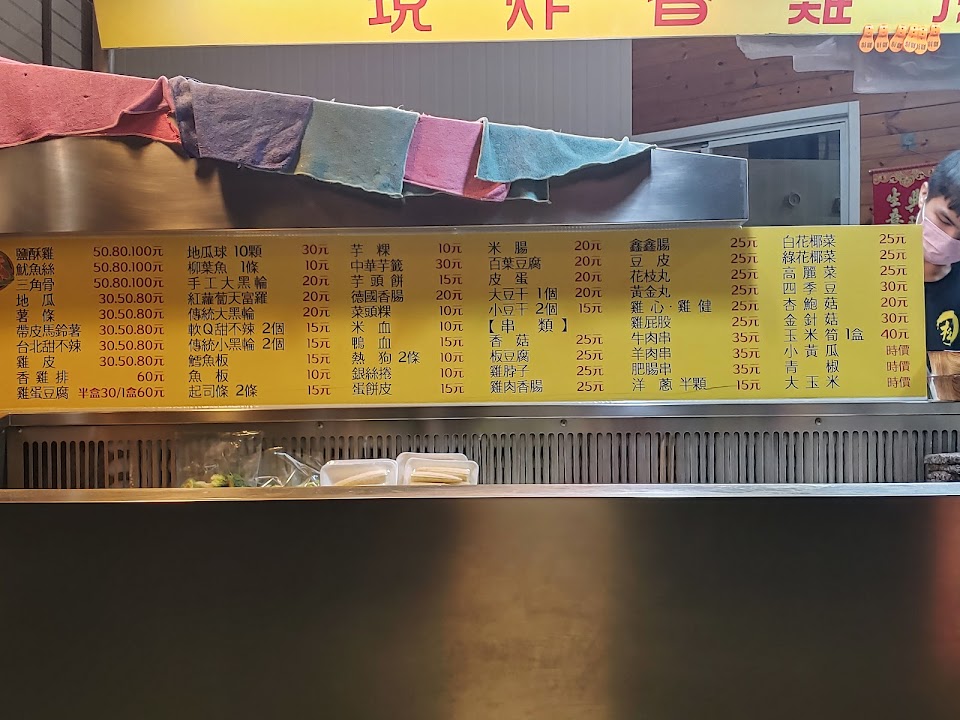 現炸香雞排
鹽酥雞 50.80.100元
魷魚絲 50.80.100元
三角骨 50.80.100元
地瓜 30.50.80元
薯條 30.50.80元
帶皮馬鈴薯 30.50.80元
台北甜不辣 30.50.80元
雞皮 30.50.80元
香雞排 60元
雞蛋豆腐 半盒30/1盒60元
地瓜球 10顆 30元
柳葉魚 1條 10元
手工大黑輪 20元
紅蘿蔔天富羅 20元
傳統大黑輪 20元
軟Q甜不辣 2個 15元
傳統小黑輪 2個 15元
鱈魚板 15元
魚板 10元
起司條 2條 15元
芋粿 10元
中華芋籤 30元
芋頭餅 15元
德國香腸 20元
菜頭粿 10元
米血 10元
鴨血 15元
熱狗 2條 10元
銀絲捲 10元
蛋餅皮 15元
米腸 20元
百葉豆腐 20元
皮蛋 20元
大豆干 1個 20元
小豆干 2個 15元
【串類】
香菇 25元
板豆腐 25元
雞脖子 25元
雞肉香腸 25元
鑫鑫腸 25元
豆皮 25元
花枝丸 25元
黃金丸 25元
雞心·雞健 25元
雞屁股 25元
牛肉串 35元
羊肉串 35元
肥腸串 35元
洋蔥 半顆 15元
白花椰菜 25元
綠花椰菜 25元
高麗菜 25元
四季豆 30元
杏鮑菇 20元
金針菇 30元
玉米筍 1盒 40元
小黃瓜 時價
青椒 時價
大玉米 時價